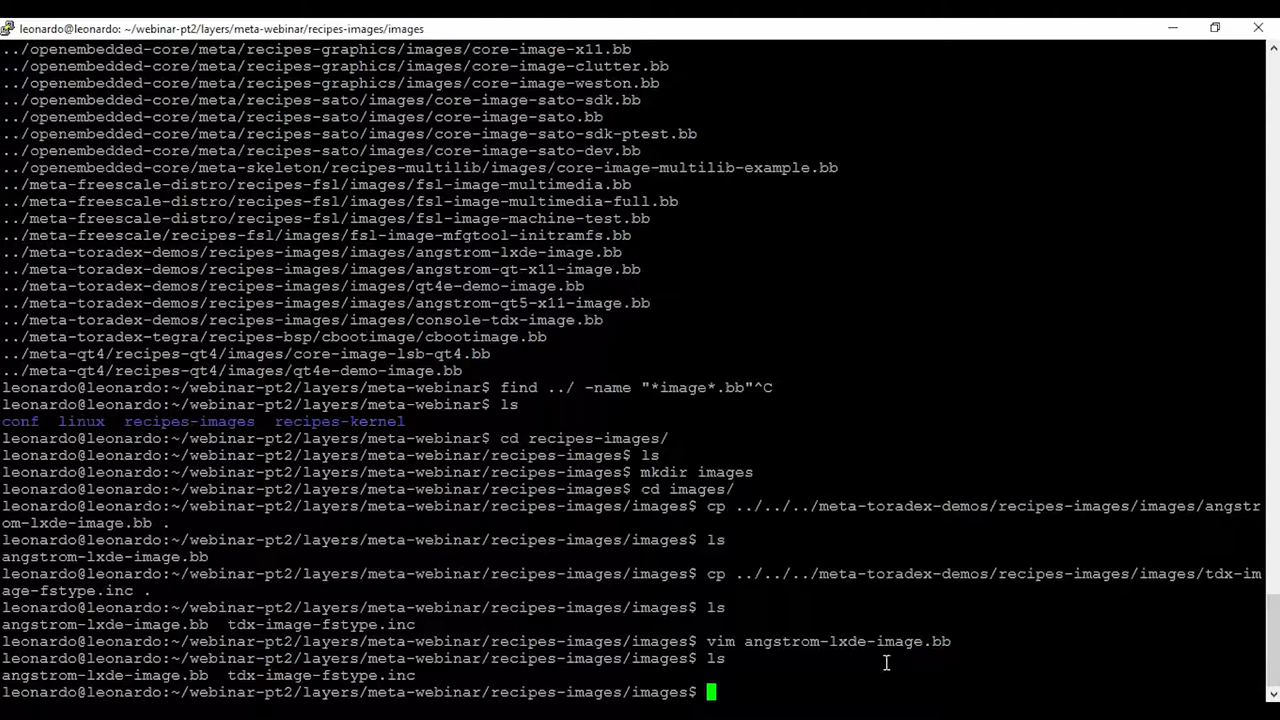 leonardo@leonardo: ~/webinar-pt2/layers/meta-webinar/recipes-images/images
../openembedded-core/meta/recipes-graphics/images/core-image-x11.bb
../openembedded-core/meta/recipes-graphics/images/core-image-clutter.bb
../openembedded-core/meta/recipes-graphics/images/core-image-weston.bb
../openembedded-core/meta/recipes-sato/images/core-image-sato-sdk.bb
../openembedded-core/meta/recipes-sato/images/core-image-sato.bb
../openembedded-core/meta/recipes-sato/images/core-image-sato-sdk-ptest.bb
../openembedded-core/meta/recipes-sato/images/core-image-sato-dev.bb
../openembedded-core/meta-skeleton/recipes-multilib/images/core-image-multilib-example.bb
../meta-freescale-distro/recipes-fsl/images/fsl-image-multimedia.bb
../meta-freescale-distro/recipes-fsl/images/fsl-image-multimedia-full.bb
../meta-freescale-distro/recipes-fsl/images/fsl-image-machine-test.bb
../meta-freescale/recipes-fsl/images/fsl-image-mfgtool-initramfs.bb
../meta-toradex-demos/recipes-images/images/angstrom-lxde-image.bb
../meta-toradex-demos/recipes-images/images/angstrom-qt-x11-image.bb
../meta-toradex-demos/recipes-images/images/qt4e-demo-image.bb
../meta-toradex-demos/recipes-images/images/angstrom-qt5-x11-image.bb
../meta-toradex-demos/recipes-images/images/console-tdx-image.bb
../meta-toradex-tegra/recipes-bsp/cbootimage/cbootimage.bb
../meta-qt4/recipes-qt4/images/core-image-lsb-qt4.bb
../meta-qt4/recipes-qt4/images/qt4e-demo-image.bb
leonardo@leonardo:~/webinar-pt2/layers/meta-webinar$ find ../ -name "*image*.bb"^C
leonardo@leonardo:~/webinar-pt2/layers/meta-webinar$ ls
conf  linux  recipes-images  recipes-kernel
leonardo@leonardo:~/webinar-pt2/layers/meta-webinar$ cd recipes-images/
leonardo@leonardo:~/webinar-pt2/layers/meta-webinar/recipes-images$ ls
leonardo@leonardo:~/webinar-pt2/layers/meta-webinar/recipes-images$ mkdir images
leonardo@leonardo:~/webinar-pt2/layers/meta-webinar/recipes-images$ cd images/
leonardo@leonardo:~/webinar-pt2/layers/meta-webinar/recipes-images/images$ cp ../../../meta-toradex-demos/recipes-images/images/angstr
om-lxde-image.bb .
leonardo@leonardo:~/webinar-pt2/layers/meta-webinar/recipes-images/images$ ls
angstrom-lxde-image.bb
leonardo@leonardo:~/webinar-pt2/layers/meta-webinar/recipes-images/images$ cp ../../../meta-toradex-demos/recipes-images/images/tdx-im
age-fstype.inc .
leonardo@leonardo:~/webinar-pt2/layers/meta-webinar/recipes-images/images$ ls
angstrom-lxde-image.bb  tdx-image-fstype.inc
leonardo@leonardo:~/webinar-pt2/layers/meta-webinar/recipes-images/images$ vim angstrom-lxde-image.bb
leonardo@leonardo:~/webinar-pt2/layers/meta-webinar/recipes-images/images$ ls
angstrom-lxde-image.bb  tdx-image-fstype.inc
leonardo@leonardo:~/webinar-pt2/layers/meta-webinar/recipes-images/images$